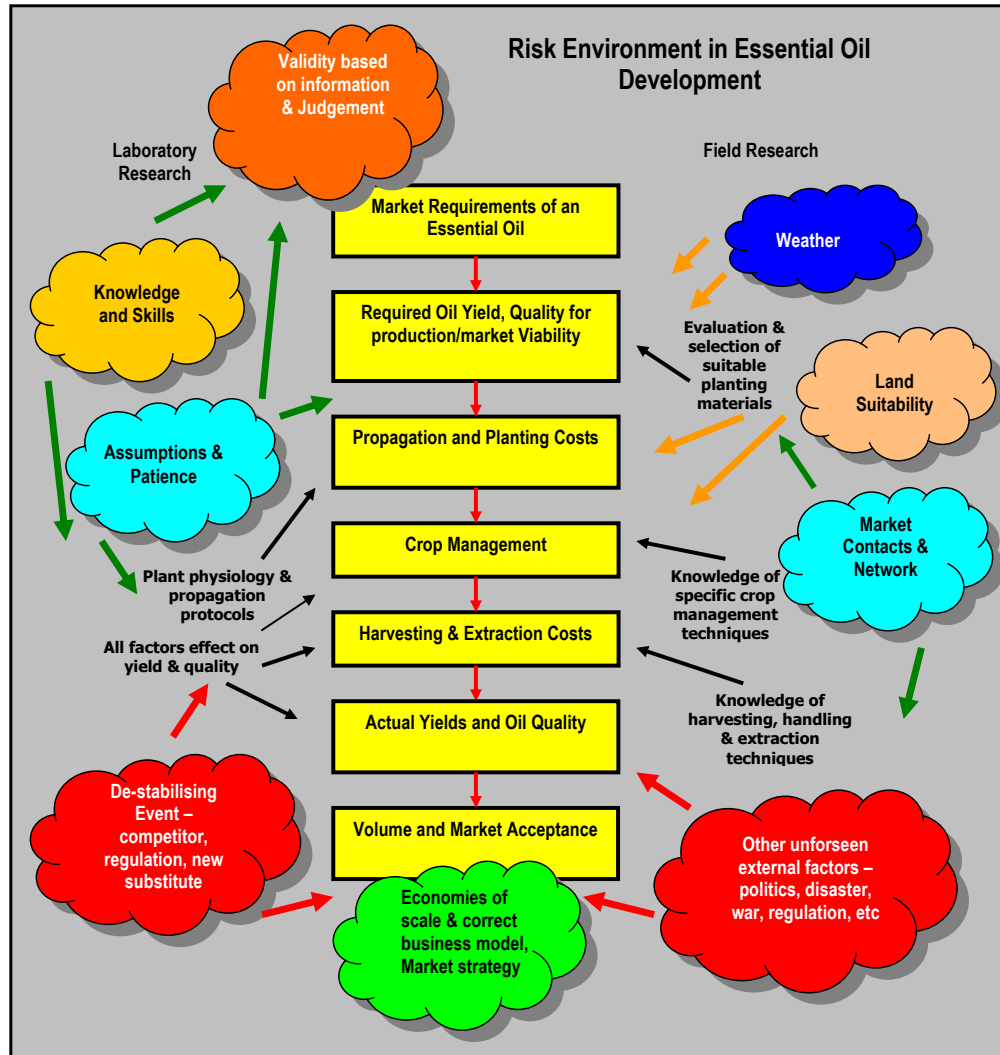 Risk Environment in Essential Oil
Development
Validity based
on information
& Judgement
Laboratory
Research
Field Research
Market Requirements of an
Essential Oil
Weather
Knowledge
and Skills
Required Oil Yield, Quality for
production/market Viability
Evaluation &
selection of
suitable
planting
materials
Land
Suitability
Assumptions &
Patience
Propagation and Planting Costs
Market
Contacts &
Network
Crop Management
Plant physiology &
propagation
protocols
Knowledge of
specific crop
management
techniques
All factors effect on
yield & quality
Harvesting & Extraction Costs
Knowledge of
harvesting, handling
& extraction
techniques
Actual Yields and Oil Quality
De-stabilising
Event –
competitor,
regulation, new
substitute
Volume and Market Acceptance
Other unforseen
external factors –
politics, disaster,
war, regulation, etc
Economies of
scale & correct
business model,
Market strategy